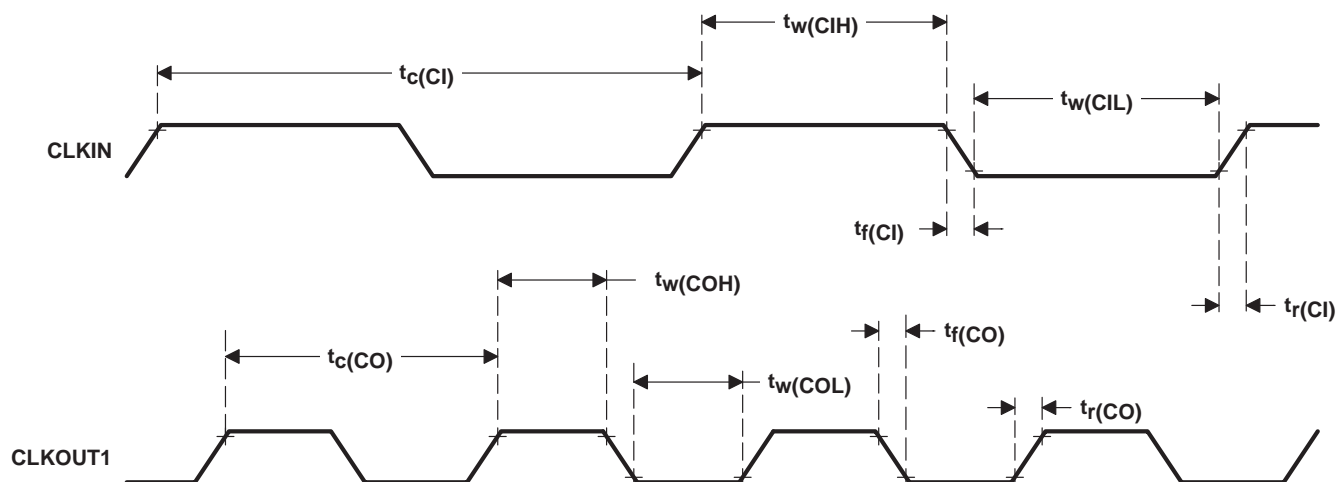 tw(CIH)
tc(CI)
tw(CIL)
CLKIN
tf(CI)
tw(COH)
tr(CI)
tf(CO)
tc(CO)
tw(COL)
tr(CO)
CLKOUT1